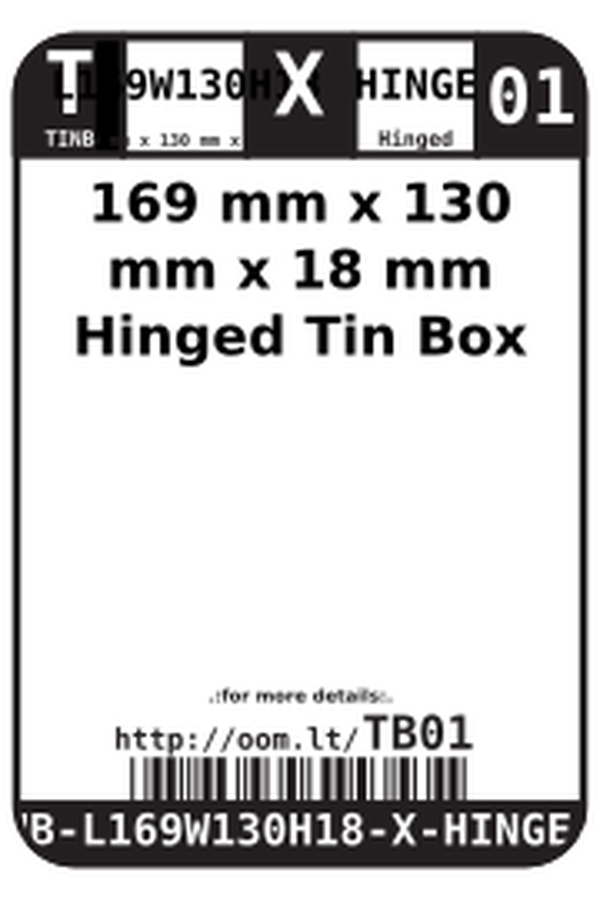 T L169W130H18 X HINGE 01
TINB x 130 mm x Hinged
169 mm x 130
mm x 18 mm
Hinged Tin Box
.:for more details:.
http://oom.lt/TB01
B-L169W130H18-X-HINGE